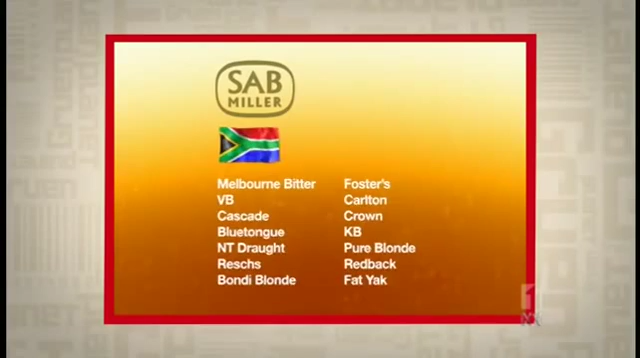 SAB
MILLER
Melbourne Bitter
VB
Cascade
Bluetongue
NT Draught
Reschs
Bondi Blonde
Foster's
Carlton
Crown
KB
Pure Blonde
Redback
Fat Yak
1